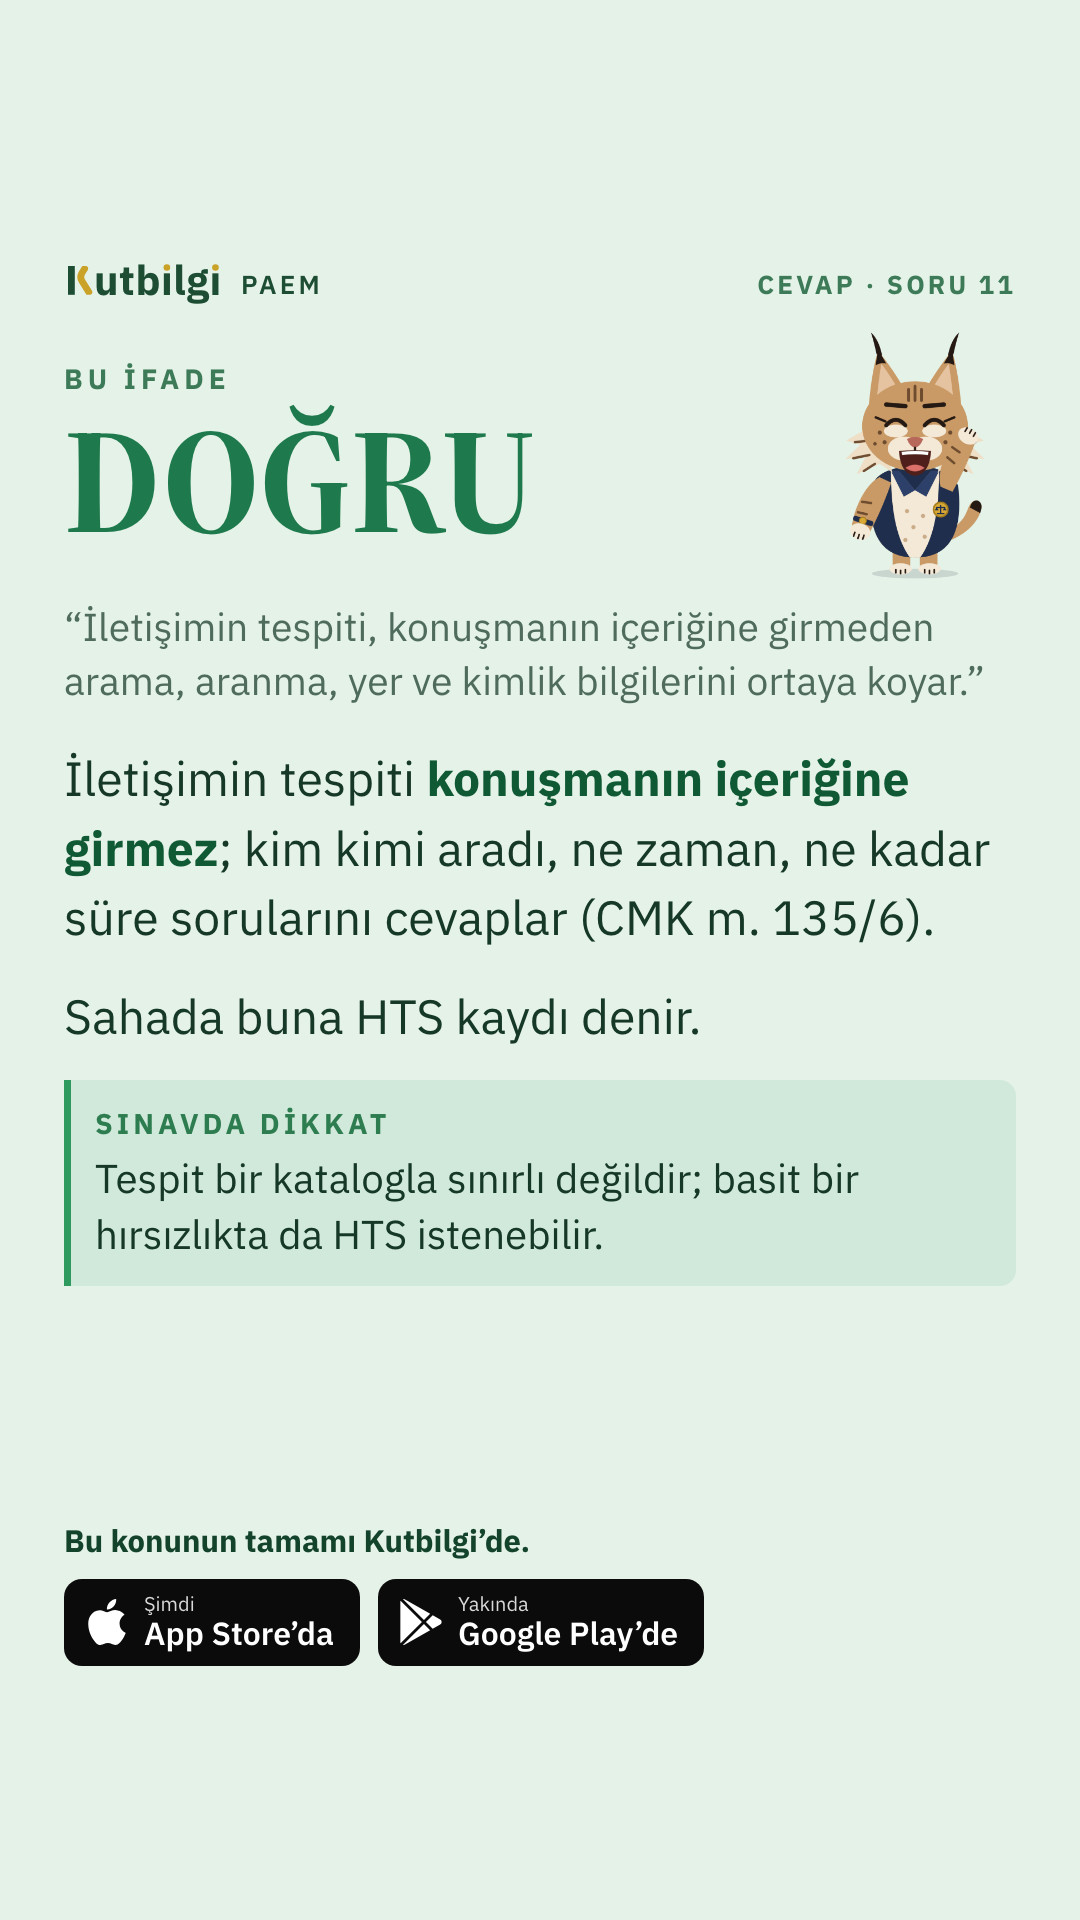 Kutbilgi PAEM
CEVAP · SORU 11
BU İFADE
DOĞRU
“İletişimin tespiti, konuşmanın içeriğine girmeden
arama, aranma, yer ve kimlik bilgilerini ortaya koyar.”
İletişimin tespiti konuşmanın içeriğine
girmez; kim kimi aradı, ne zaman, ne kadar
süre sorularını cevaplar (CMK m. 135/6).
Sahada buna HTS kaydı denir.
SINAVDA DİKKAT
Tespit bir katalogla sınırlı değildir; basit bir
hırsızlıkta da HTS istenebilir.
Bu konunun tamamı Kutbilgi’de.
Şimdi
App Store’da
Yakında
Google Play’de